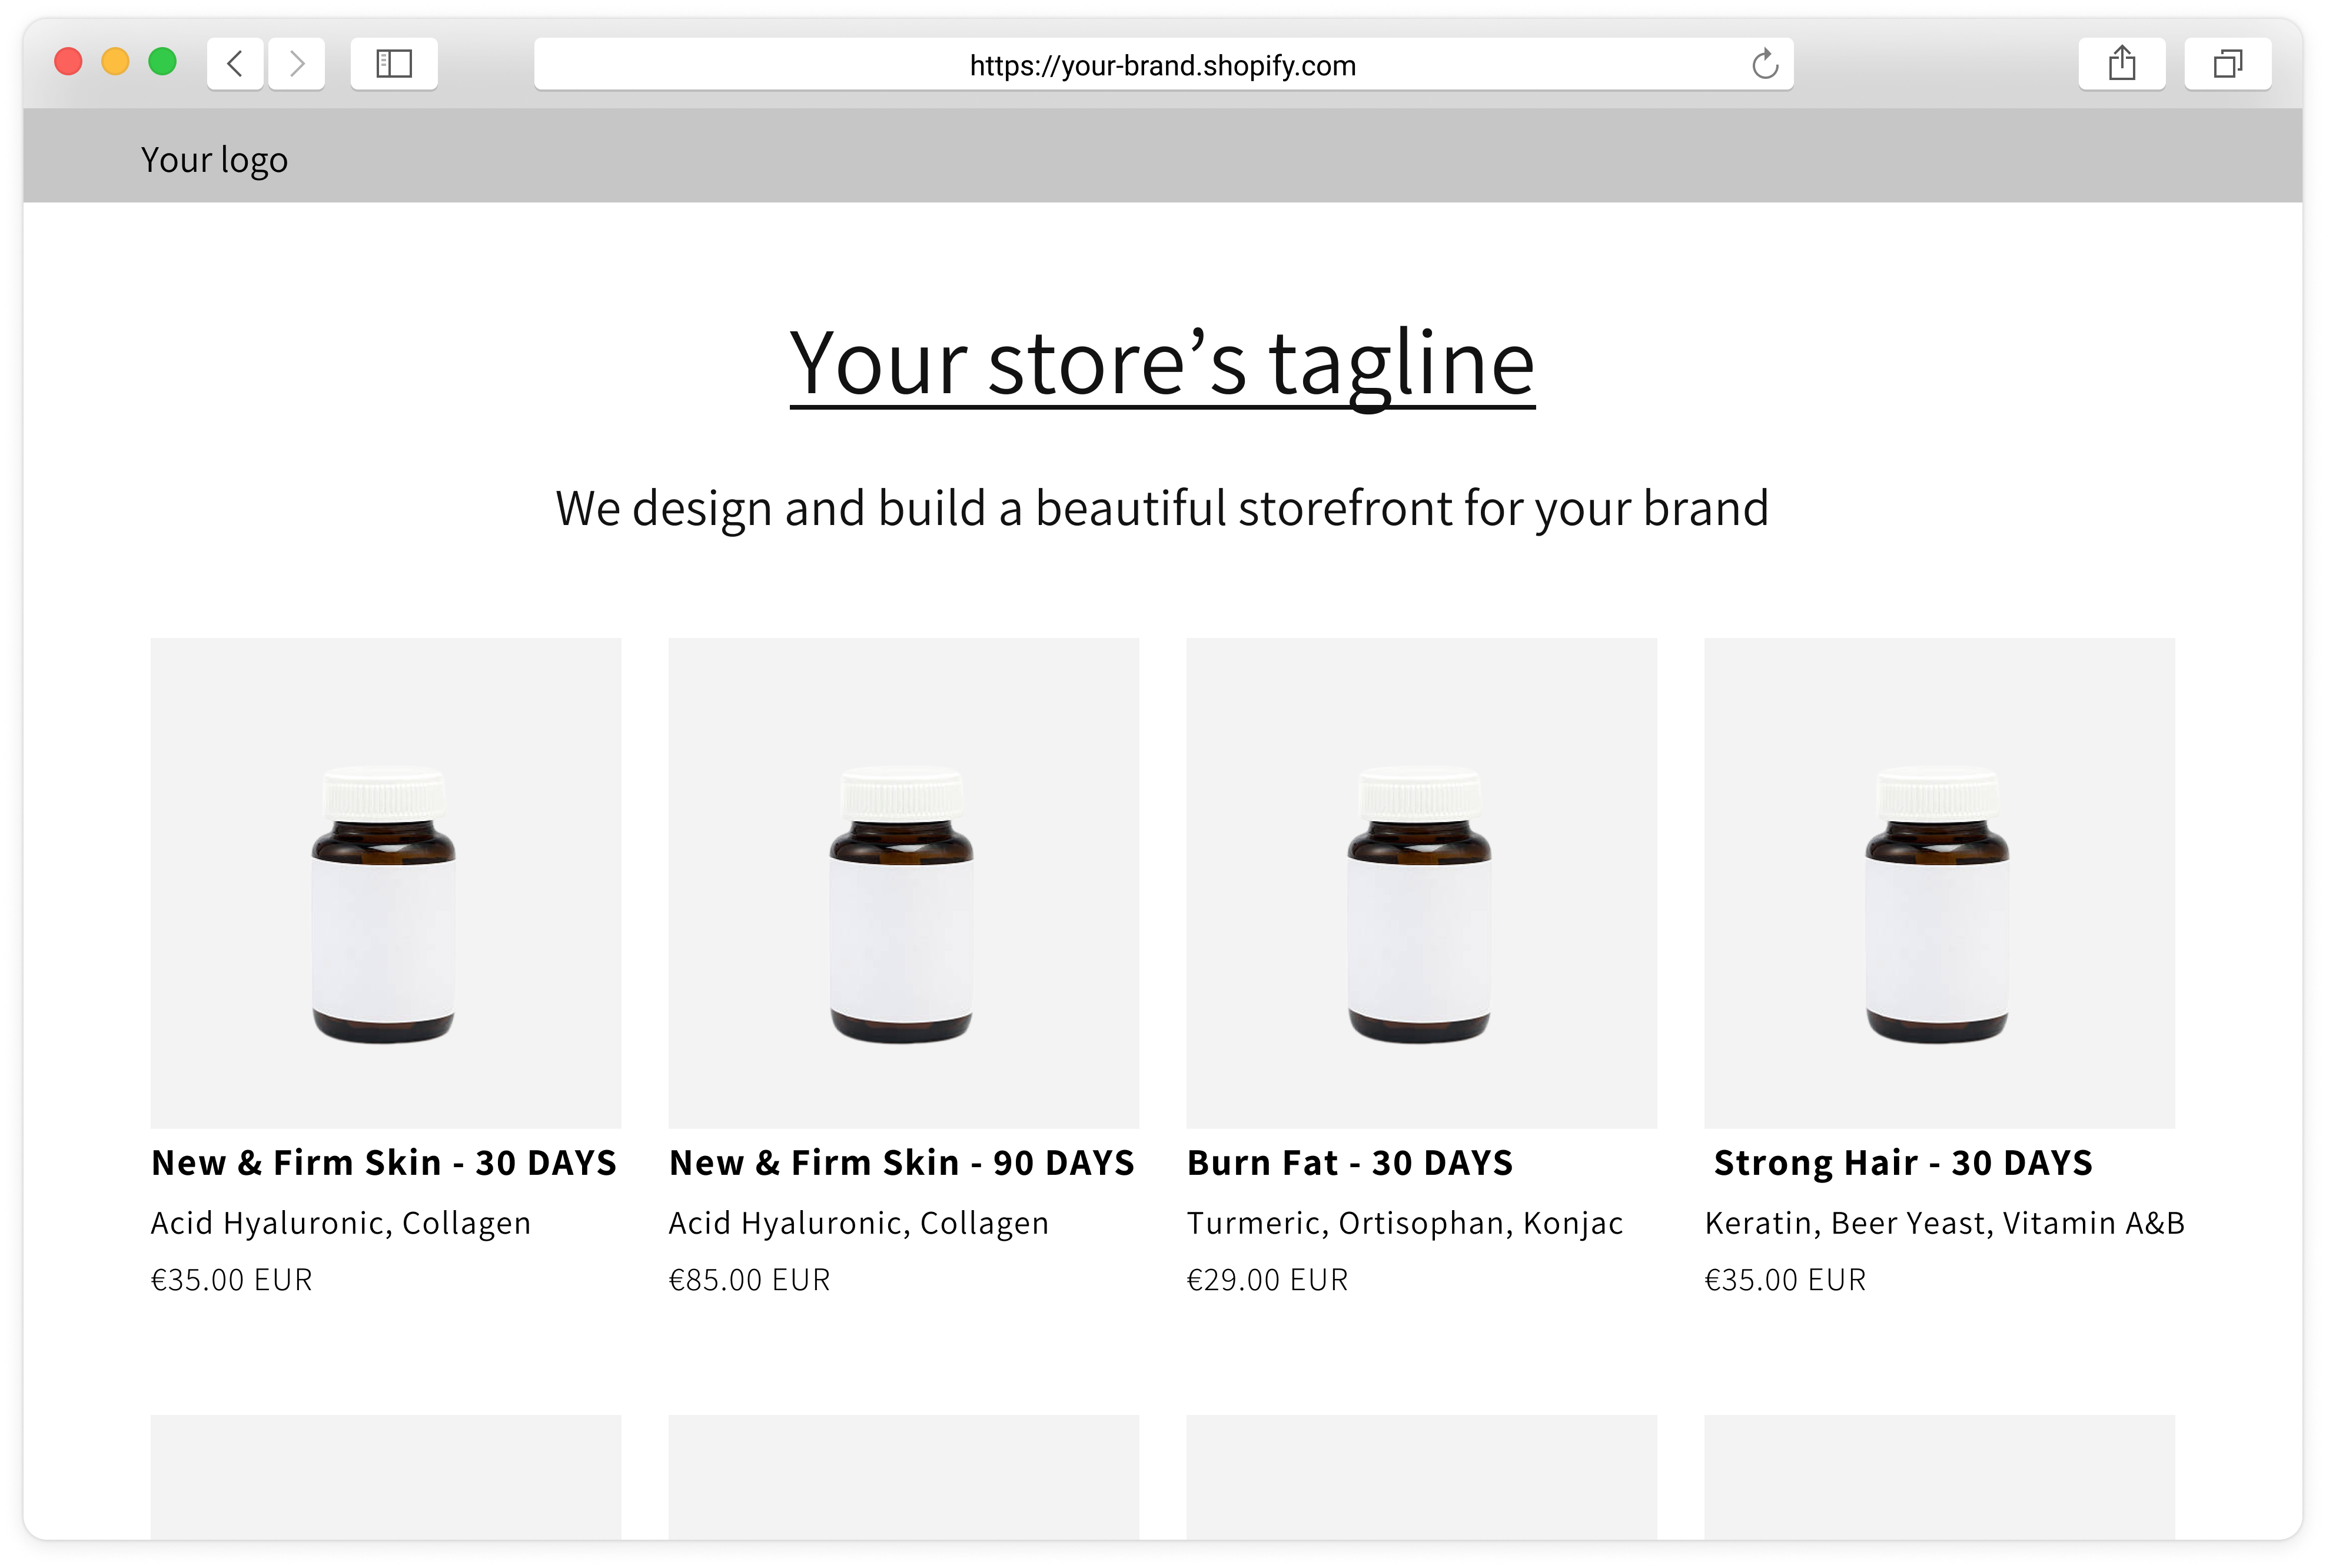 https://your-brand.shopify.com
Your logo
Your store’s tagline
We design and build a beautiful storefront for your brand
New & Firm Skin - 30 DAYS
Acid Hyaluronic, Collagen
€35.00 EUR
New & Firm Skin - 90 DAYS
Acid Hyaluronic, Collagen
€85.00 EUR
Burn Fat - 30 DAYS
Turmeric, Ortisophan, Konjac
€29.00 EUR
Strong Hair - 30 DAYS
Keratin, Beer Yeast, Vitamin A&B
€35.00 EUR